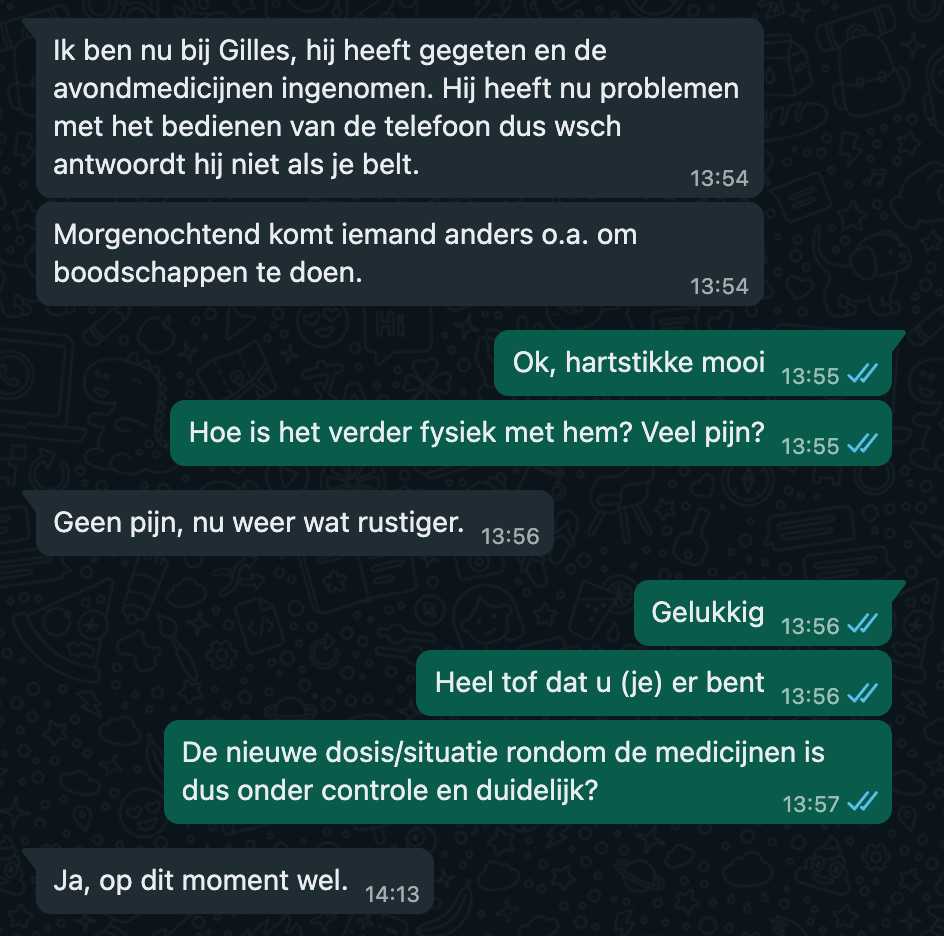 Ik ben nu bij Gilles, hij heeft gegeten en de
avondmedicijnen ingenomen. Hij heeft nu problemen
met het bedienen van de telefoon dus wsch
antwoordt hij niet als je belt.
13:54
Morgenochtend komt iemand anders o.a. om
boodschappen te doen.
13:54
Ok, hartstikke mooi 13:55
Hoe is het verder fysiek met hem? Veel pijn? 13:55
Geen pijn, nu weer wat rustiger. 13:56
Gelukkig 13:56
Heel tof dat u (je) er bent 13:56
De nieuwe dosis/situatie rondom de medicijnen is
dus onder controle en duidelijk?
13:57
Ja, op dit moment wel. 14:13